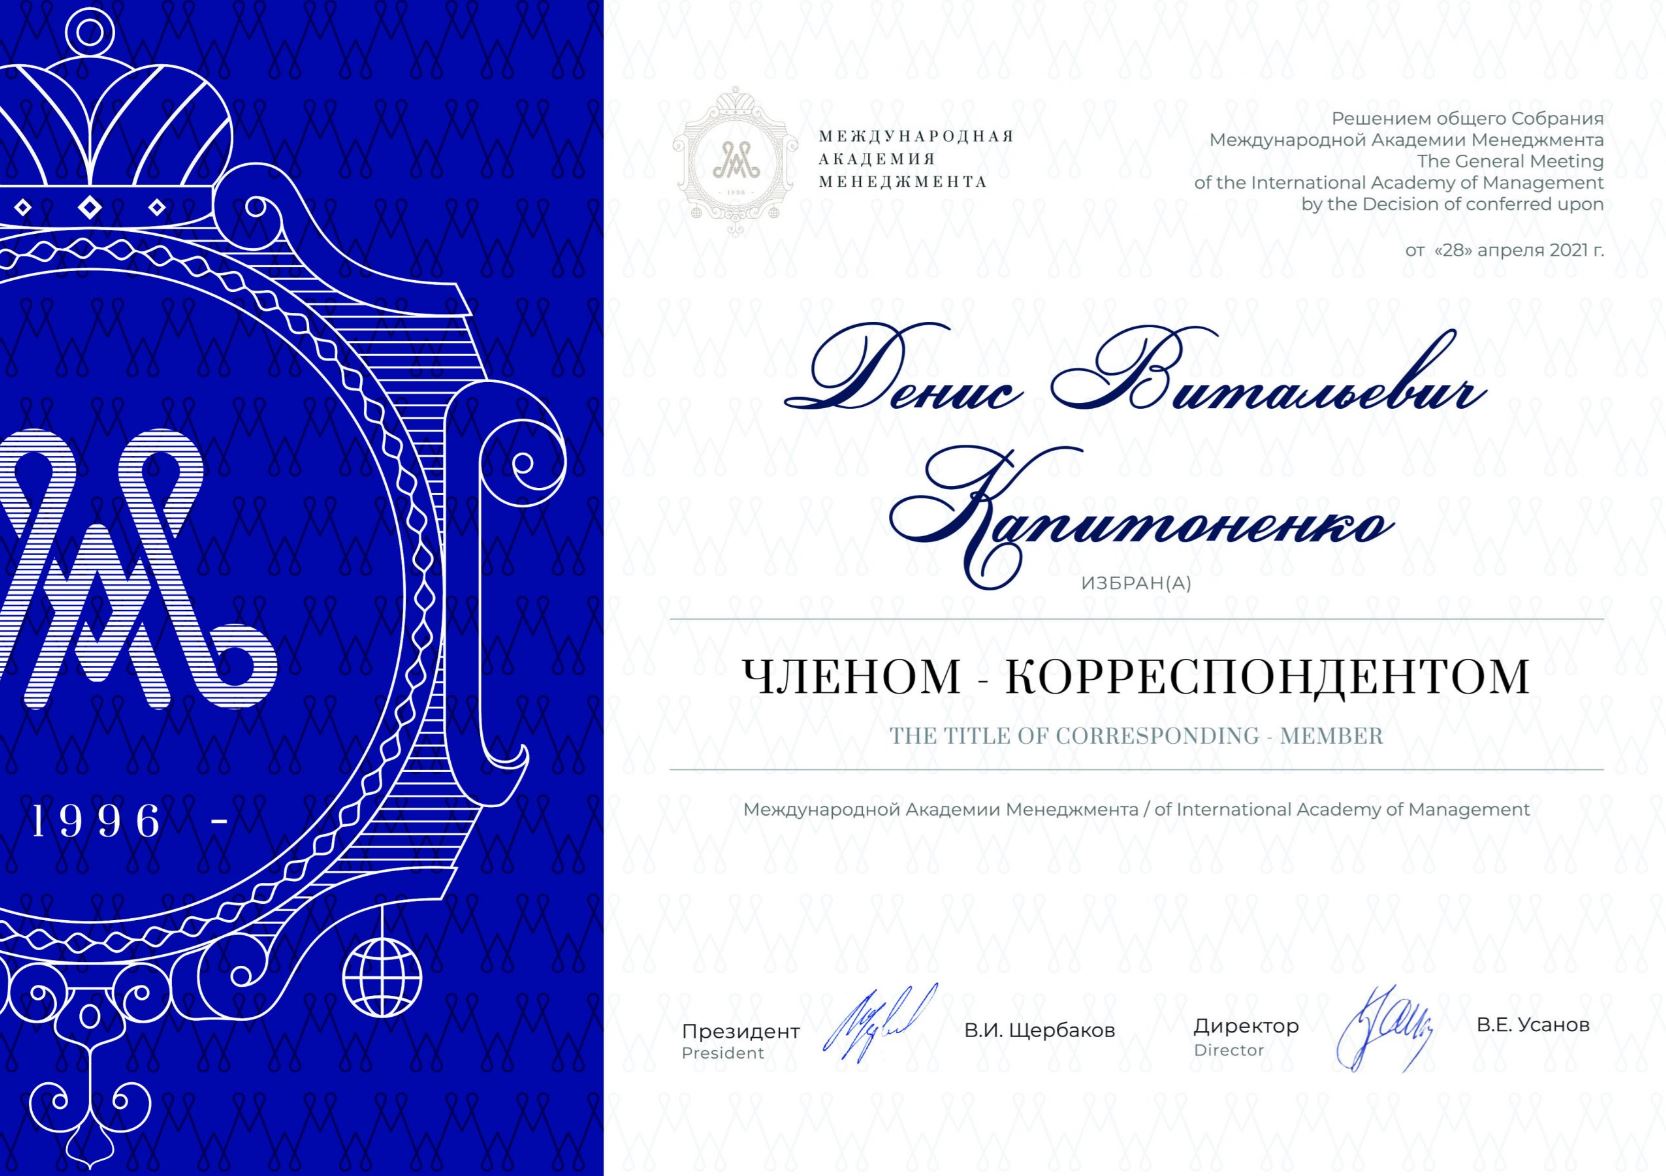 - 1996 -
МЕЖДУНАРОДНАЯ
АКАДЕМИЯ
МЕНЕДЖМЕНТА
Решением общего Собрания
Международной Академии Менеджмента
The General Meeting
of the International Academy of Management
by the Decision of conferred upon
от «28» апреля 2021 г.
Денис Витальевич
Капитоненко
ИЗБРАН(А)
ЧЛЕНОМ - КОРРЕСПОНДЕНТОМ
THE TITLE OF CORRESPONDING - MEMBER
Международной Академии Менеджмента / of International Academy of Management
Президент
President
В.И. Щербаков
Директор
Director
В.Е. Усанов
1996 -